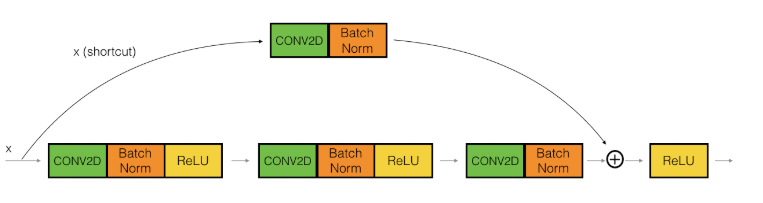 CONV2D
Batch
Norm
x (shortcut)
x
CONV2D
Batch
Norm
ReLU
CONV2D
Batch
Norm
ReLU
CONV2D
Batch
Norm
ReLU